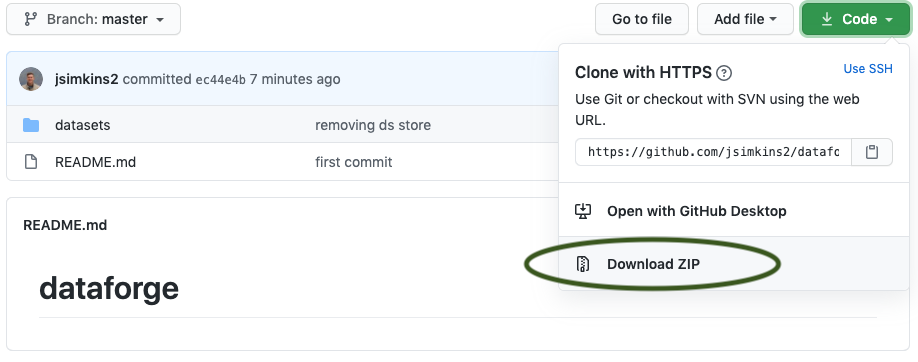 Branch: master
Go to file
Add file
Code
jsimkins2 committed ec44e4b 7 minutes ago
datasets
removing ds store
README.md
first commit
Clone with HTTPS ?
Use SSH
Use Git or checkout with SVN using the web
URL.
https://github.com/jsimkins2/datafo
Open with GitHub Desktop
Download ZIP
README.md
dataforge